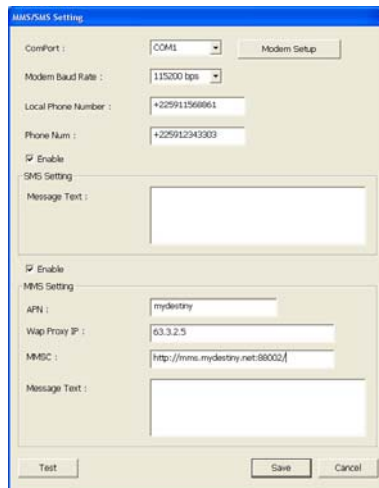 MMS/SMS Setting
ComPort : COM1 Modem Setup
Modem Baud Rate : 115200 bps
Local Phone Number : +225911568861
Phone Num : +225912343303
Enable
SMS Setting
Message Text :
Enable
MMS Setting
APN : mydestiny
Wap Proxy IP : 63.3.2.5
MMSC : http://mms.mydestiny.net:88002/
Message Text :
Test Save Cancel